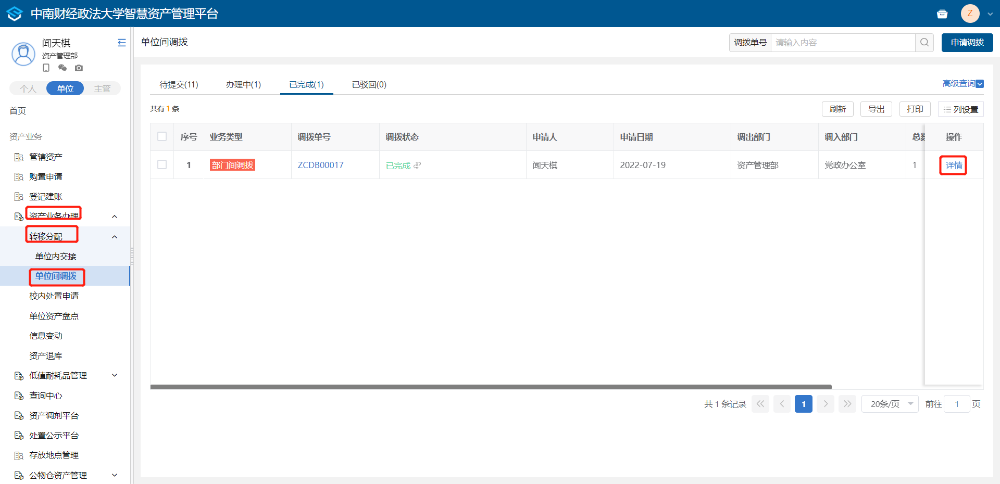 中南财经政法大学智慧资产管理平台
Z
闻天棋
资产管理部
个人 单位 主管
首页
资产业务
管辖资产
购置申请
登记建账
资产业务办理
转移分配
单位内交接
单位间调拨
校内处置申请
单位资产盘点
信息变动
资产退库
低值耐耗品管理
查询中心
资产调剂平台
处置公示平台
存放地点管理
公物仓资产管理
单位间调拨
调拨单号 请输入内容 申请调拨
待提交(11) 办理中(1) 已完成(1) 已驳回(0) 高级查询
共有 1 条 刷新 导出 打印 列设置
序号 业务类型 调拨单号 调拨状态 申请人 申请日期 调出部门 调入部门 总数 操作
1 部门间调拨 ZCDB00017 已完成 闻天棋 2022-07-19 资产管理部 党政办公室 1 详情
共 1 条记录 1 20条/页 前往 1 页